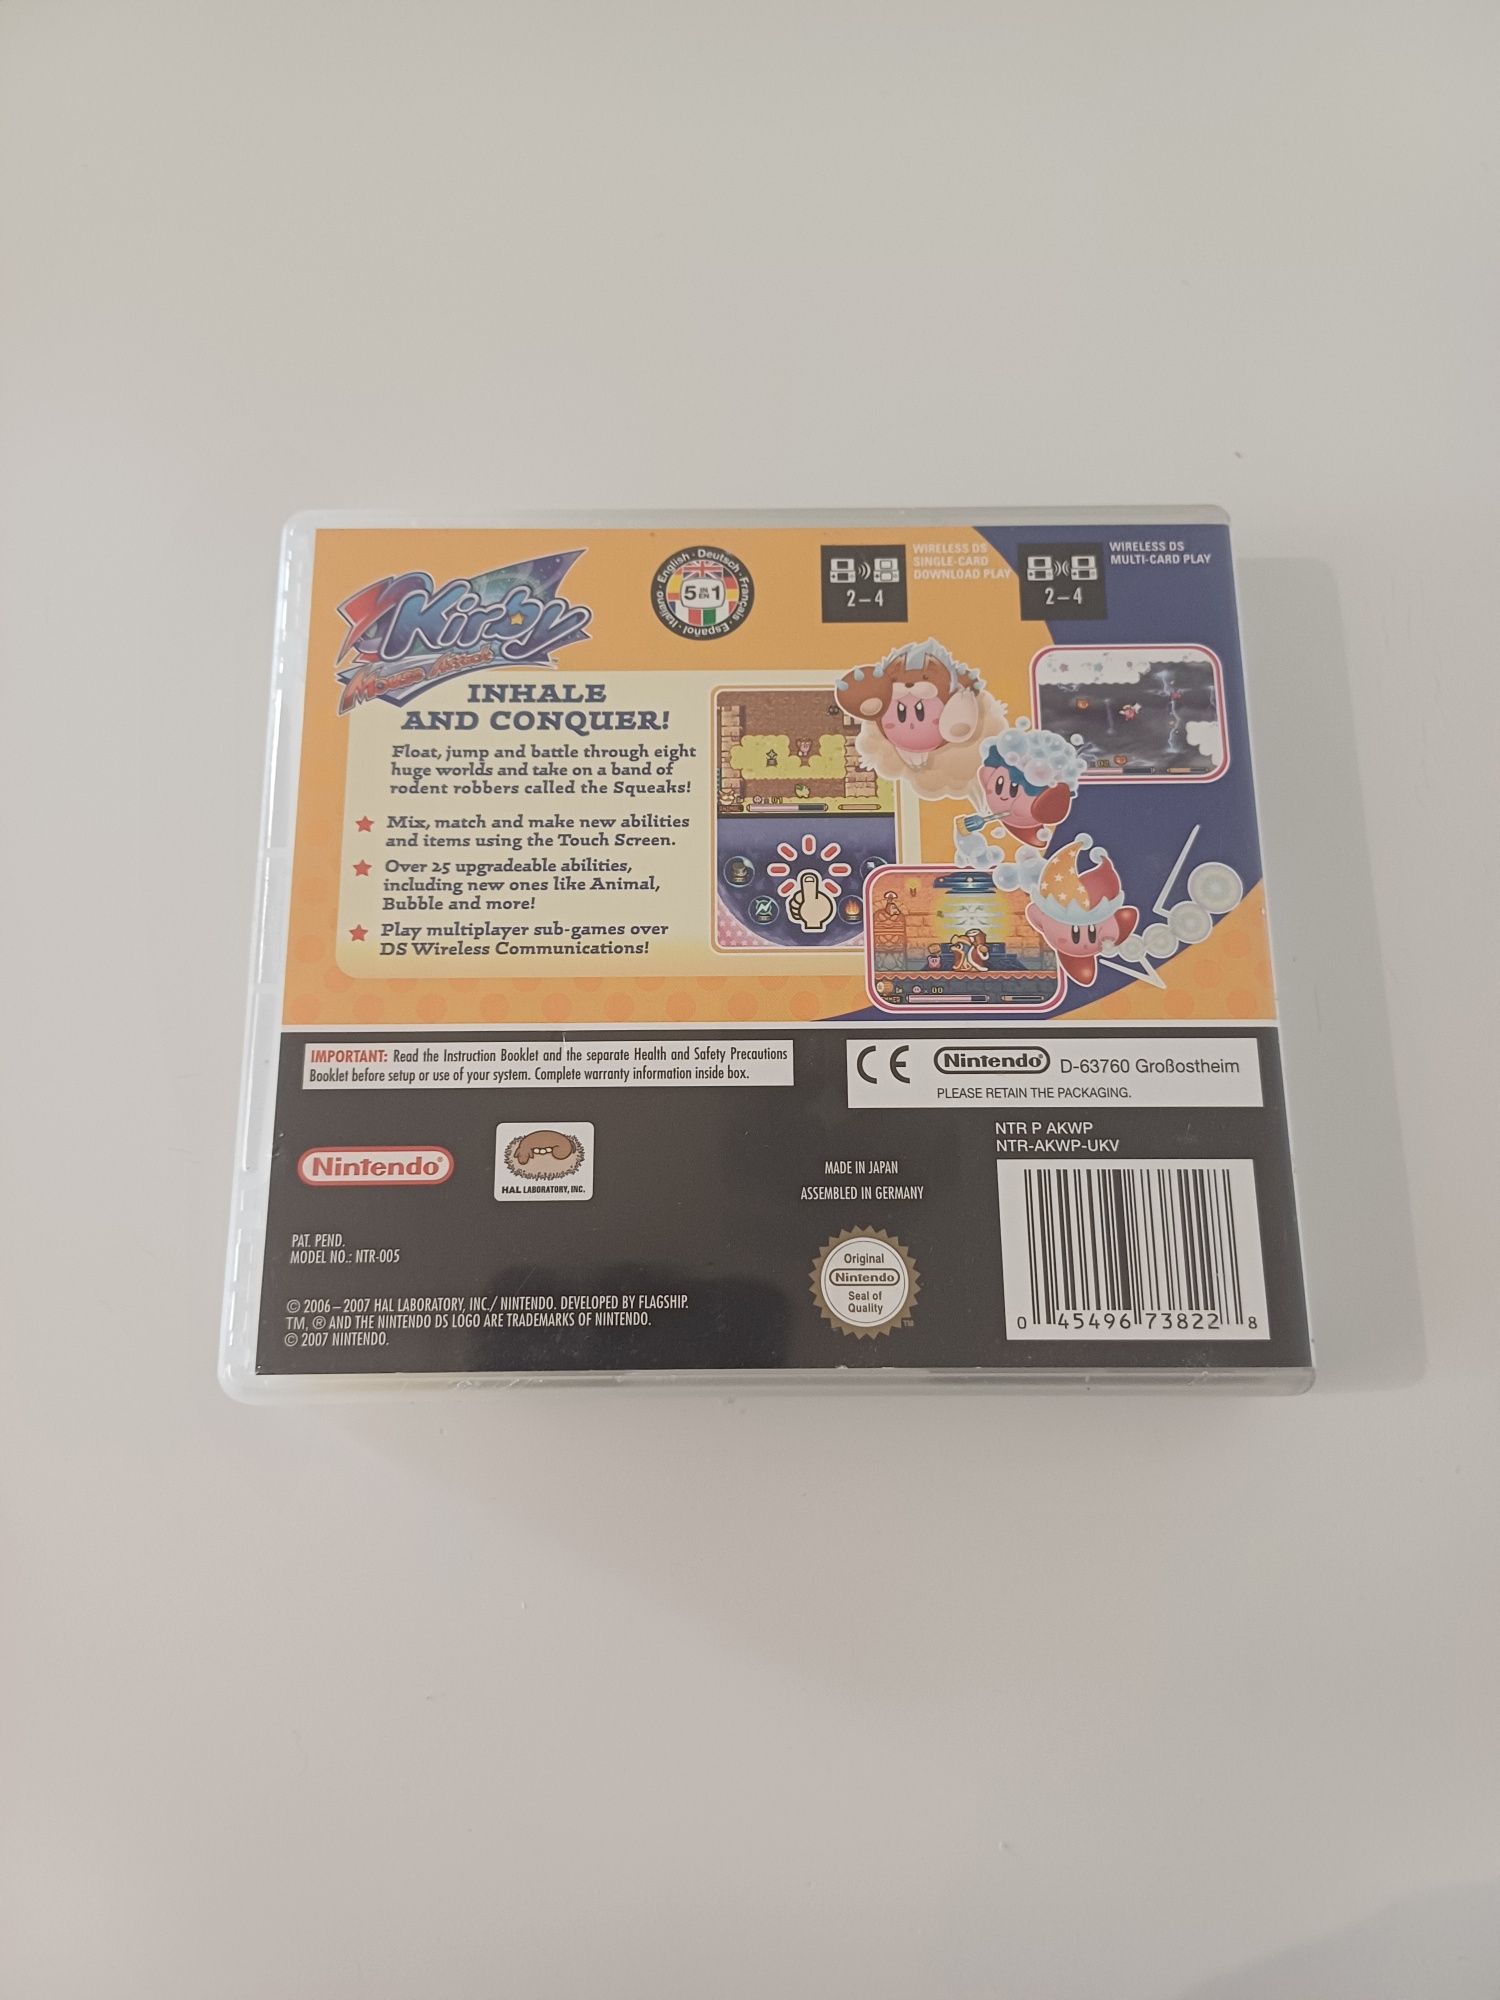 Kirby
Mouse Attack
English · Deutsch · Français · Español · Italiano
5 IN EN 1
WIRELESS DS
SINGLE-CARD
DOWNLOAD PLAY
2–4
WIRELESS DS
MULTI-CARD PLAY
2–4
INHALE
AND CONQUER!
Float, jump and battle through eight
huge worlds and take on a band of
rodent robbers called the Squeaks!
Mix, match and make new abilities
and items using the Touch Screen.
Over 25 upgradeable abilities,
including new ones like Animal,
Bubble and more!
Play multiplayer sub-games over
DS Wireless Communications!
IMPORTANT: Read the Instruction Booklet and the separate Health and Safety Precautions
Booklet before setup or use of your system. Complete warranty information inside box.
CE Nintendo® D-63760 Großostheim
PLEASE RETAIN THE PACKAGING.
NTR P AKWP
NTR-AKWP-UKV
Nintendo®
HAL LABORATORY, INC.
MADE IN JAPAN
ASSEMBLED IN GERMANY
PAT. PEND.
MODEL NO.: NTR-005
Original
Nintendo
Seal of
Quality
TM
© 2006–2007 HAL LABORATORY, INC./ NINTENDO. DEVELOPED BY FLAGSHIP.
TM, ® AND THE NINTENDO DS LOGO ARE TRADEMARKS OF NINTENDO.
© 2007 NINTENDO.
0 45496 73822 8